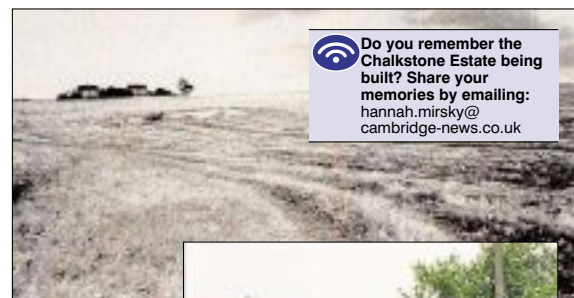 Do you remember the
Chalkstone Estate being
built? Share your
memories by emailing:
hannah.mirsky@
cambridge-news.co.uk